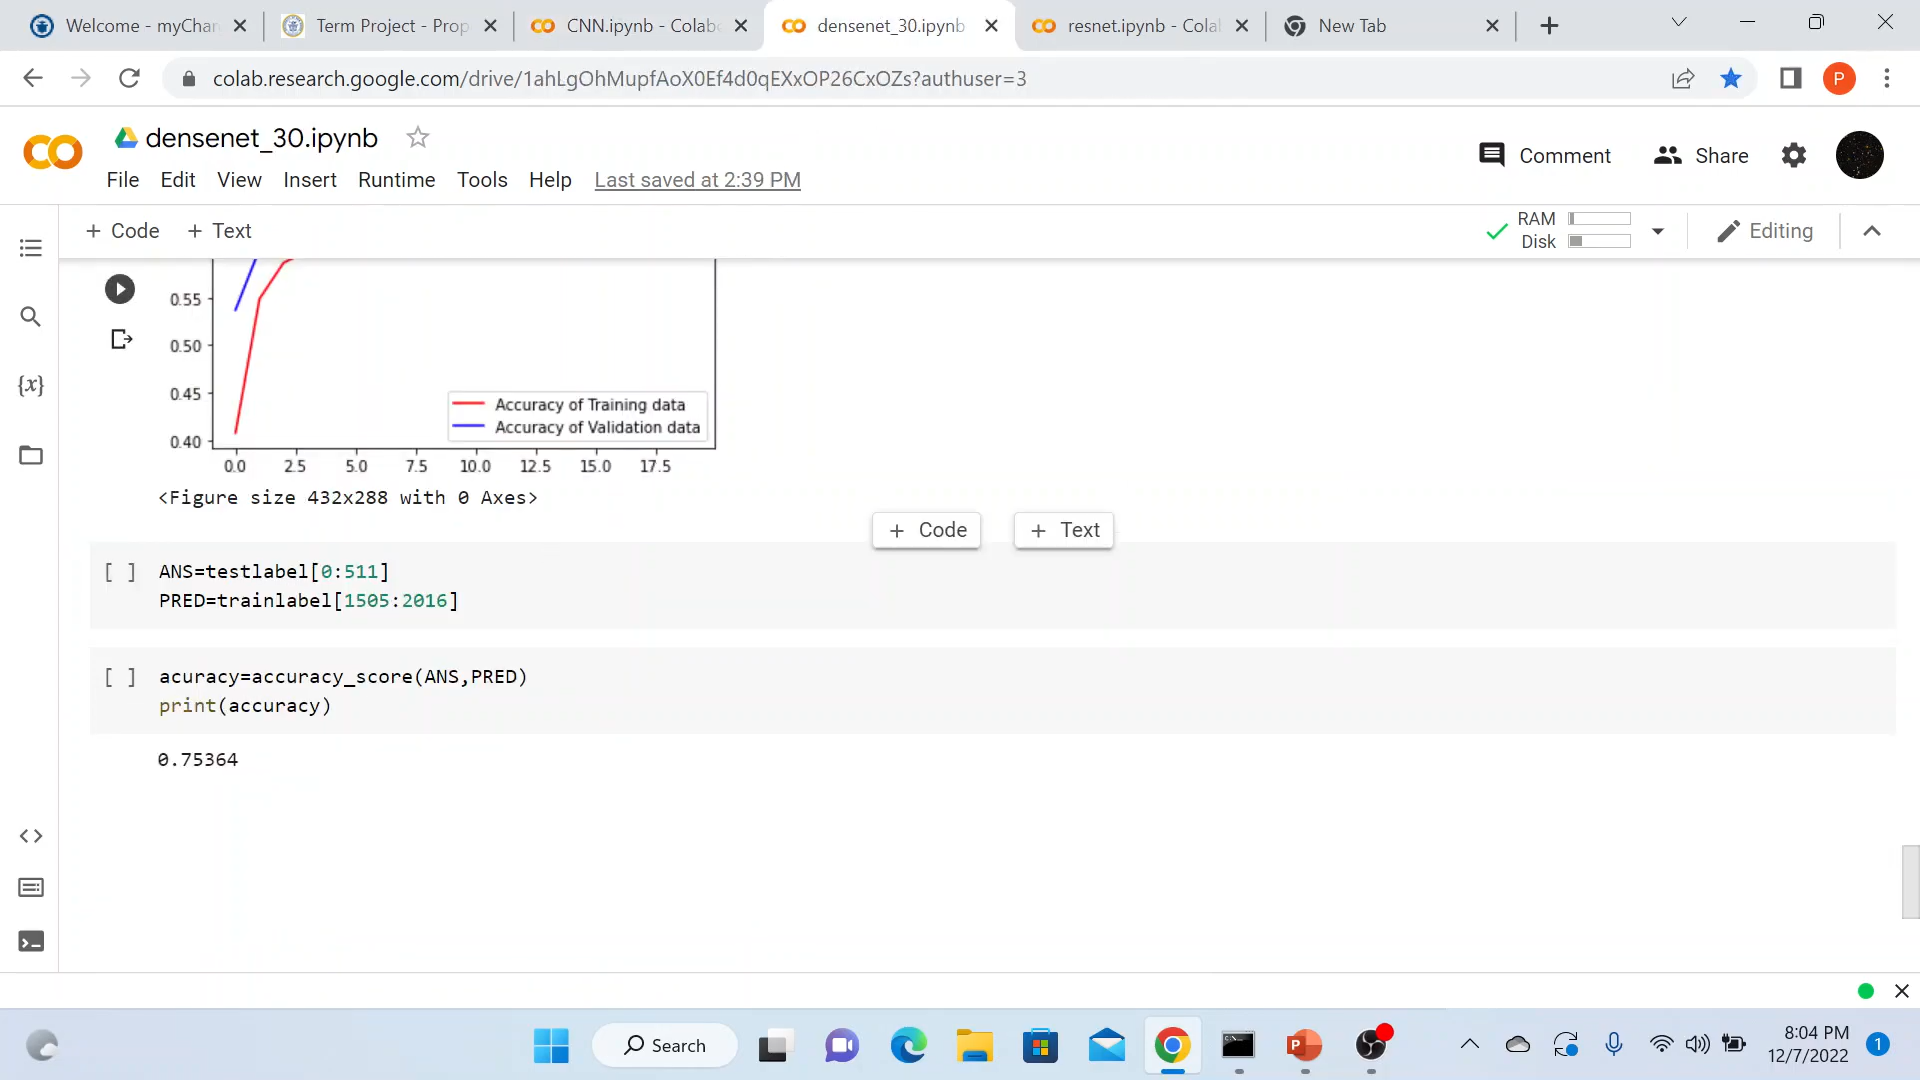 Welcome - myChan
Term Project - Prop
CNN.ipynb - Colabe
densenet_30.ipynb
resnet.ipynb - Colal
New Tab
colab.research.google.com/drive/1ahLgOhMupfAoX0Ef4d0qEXxOP26CxOZs?authuser=3
P
densenet_30.ipynb
File Edit View Insert Runtime Tools Help Last saved at 2:39 PM
Comment
Share
+ Code + Text
RAM
Disk
Editing
{x}
0.55
0.50
0.45
0.40
Accuracy of Training data
Accuracy of Validation data
0.0 2.5 5.0 7.5 10.0 12.5 15.0 17.5
<Figure size 432x288 with 0 Axes>
+ Code + Text
[ ] ANS=testlabel[0:511]
PRED=trainlabel[1505:2016]
[ ] acuracy=accuracy_score(ANS,PRED)
print(accuracy)
0.75364
Search
P
8:04 PM
12/7/2022
1